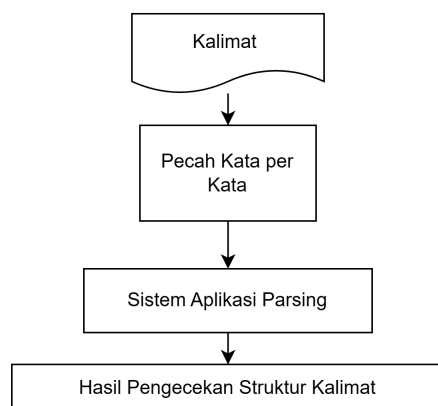 Kalimat
Pecah Kata per
Kata
Sistem Aplikasi Parsing
Hasil Pengecekan Struktur Kalimat